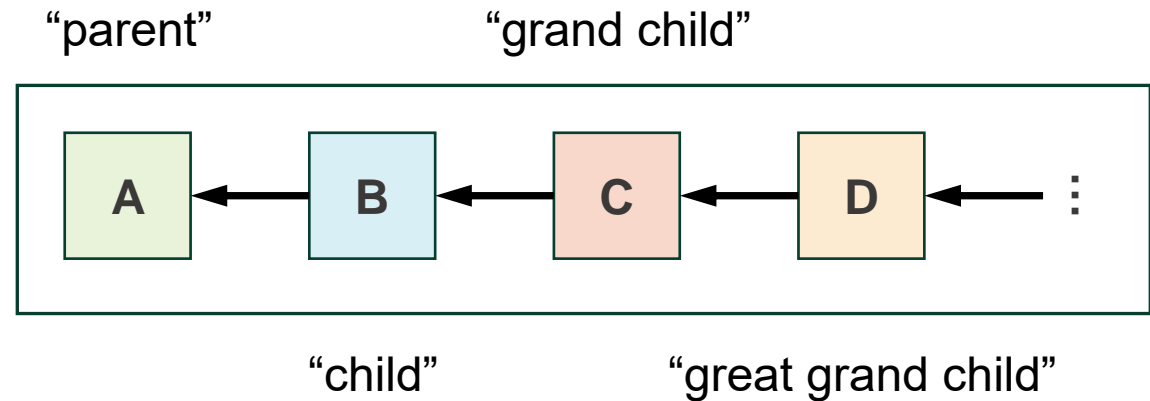 “parent” “grand child”
A B C D ⋮
“child” “great grand child”